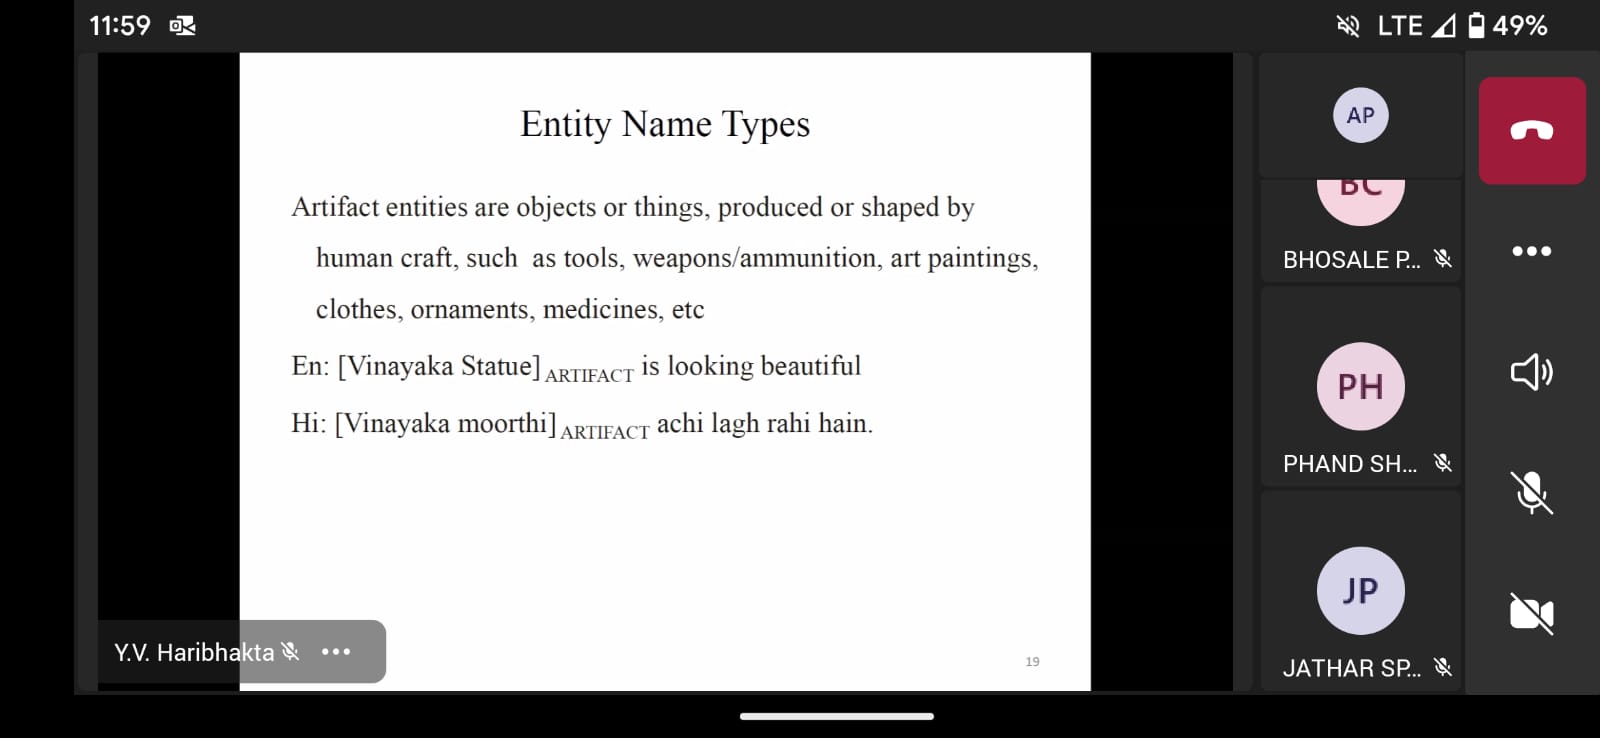 11:59
LTE 49%
Entity Name Types
Artifact entities are objects or things, produced or shaped by
human craft, such as tools, weapons/ammunition, art paintings,
clothes, ornaments, medicines, etc
En: [Vinayaka Statue] ARTIFACT is looking beautiful
Hi: [Vinayaka moorthi] ARTIFACT achi lagh rahi hain.
19
Y.V. Haribhakta
AP
BC
BHOSALE P...
PH
PHAND SH...
JP
JATHAR SP...